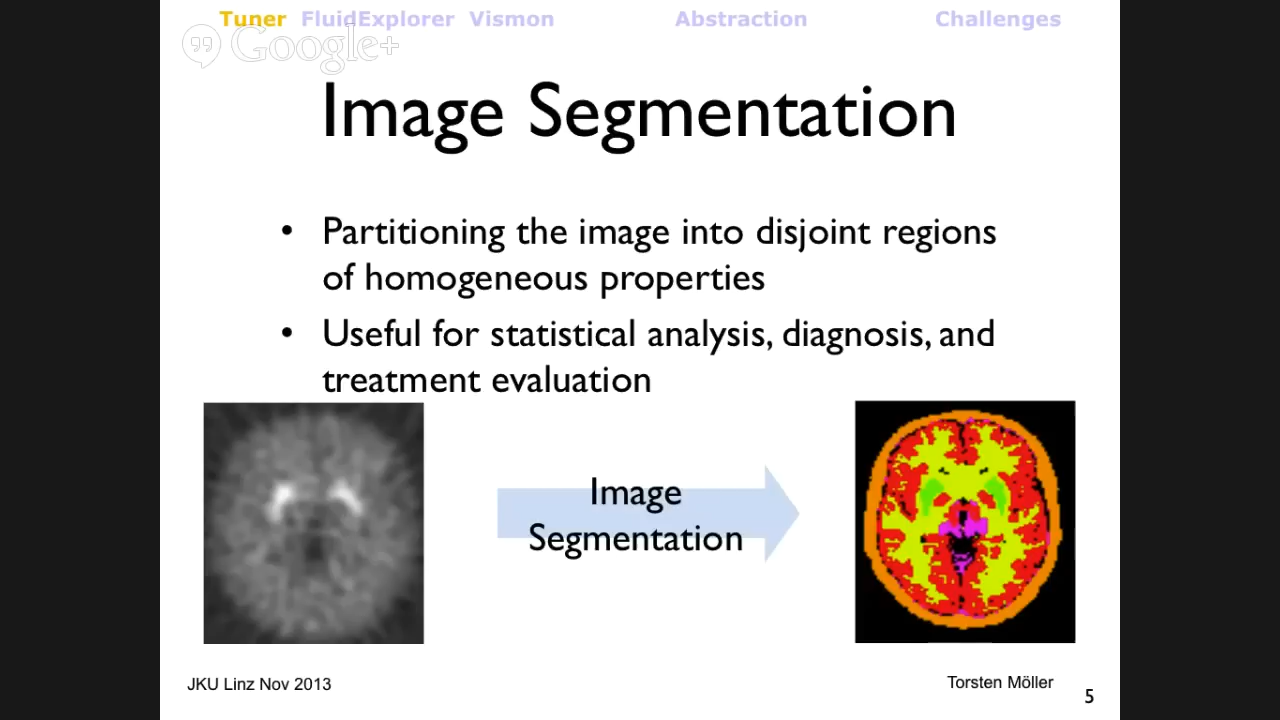 Tuner FluidExplorer Vismon Abstraction Challenges
Google+
Image Segmentation
• Partitioning the image into disjoint regions
of homogeneous properties
• Useful for statistical analysis, diagnosis, and
treatment evaluation
Image
Segmentation
JKU Linz Nov 2013
Torsten Möller
5